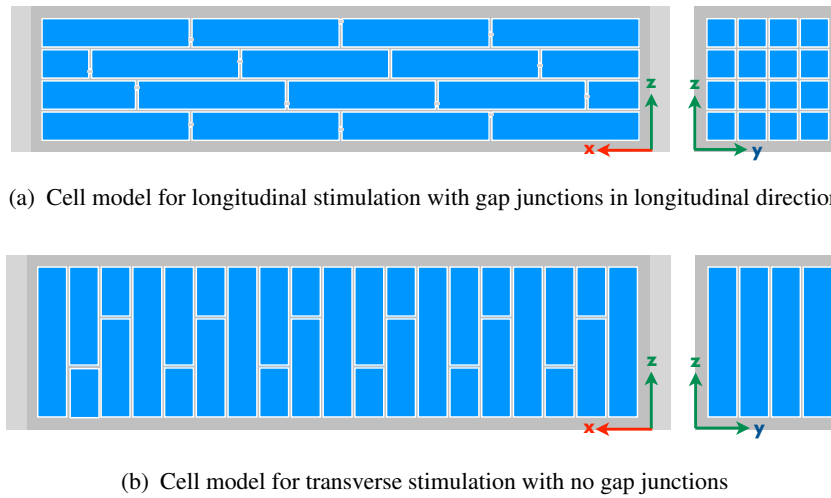 z
z
x
y
(a) Cell model for longitudinal stimulation with gap junctions in longitudinal direction
z
z
x
y
(b) Cell model for transverse stimulation with no gap junctions